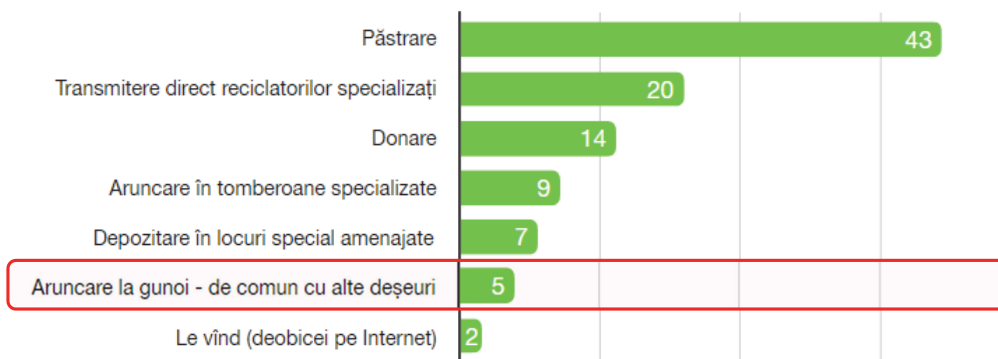 Păstrare 43
Transmitere direct reciclatorilor specializați 20
Donare 14
Aruncare în tomberoane specializate 9
Depozitare în locuri special amenajate 7
Aruncare la gunoi - de comun cu alte deșeuri 5
Le vînd (deobicei pe Internet) 2